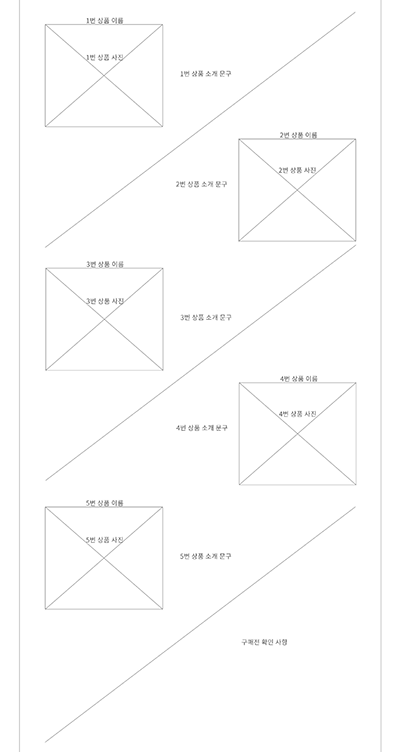 1번 상품 이름
1번 상품 사진
1번 상품 소개 문구
2번 상품 이름
2번 상품 사진
2번 상품 소개 문구
3번 상품 이름
3번 상품 사진
3번 상품 소개 문구
4번 상품 이름
4번 상품 사진
4번 상품 소개 문구
5번 상품 이름
5번 상품 사진
5번 상품 소개 문구
구매전 확인 사항